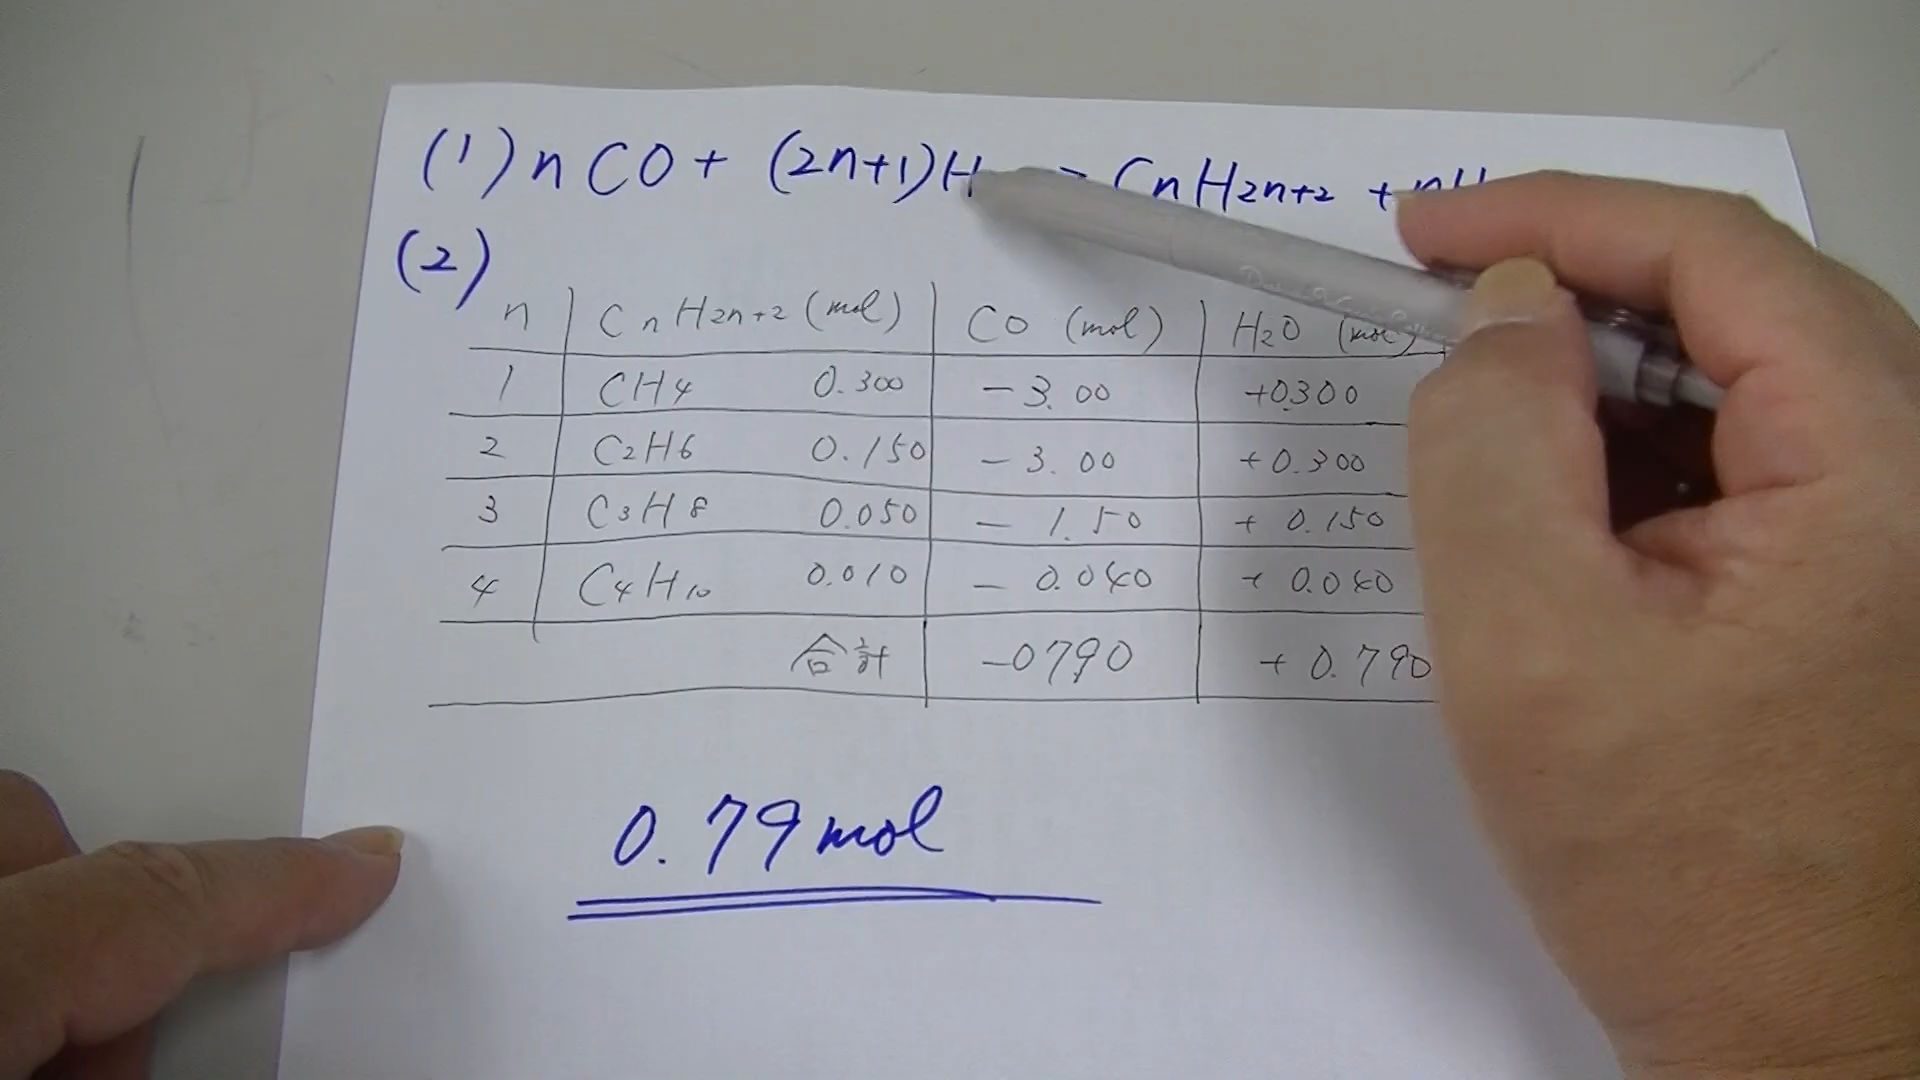 (1) nCO + (2n+1)H = CnH2n+2 + nH
(2)
n CnH2n+2 (mol) CO (mol) H2O (mol)
1 CH4 0.300 -3.00 +0.300
2 C2H6 0.150 -3.00 +0.300
3 C3H8 0.050 -1.50 +0.150
4 C4H10 0.010 -0.040 +0.040
合計 -0790 +0.790
0.79mol